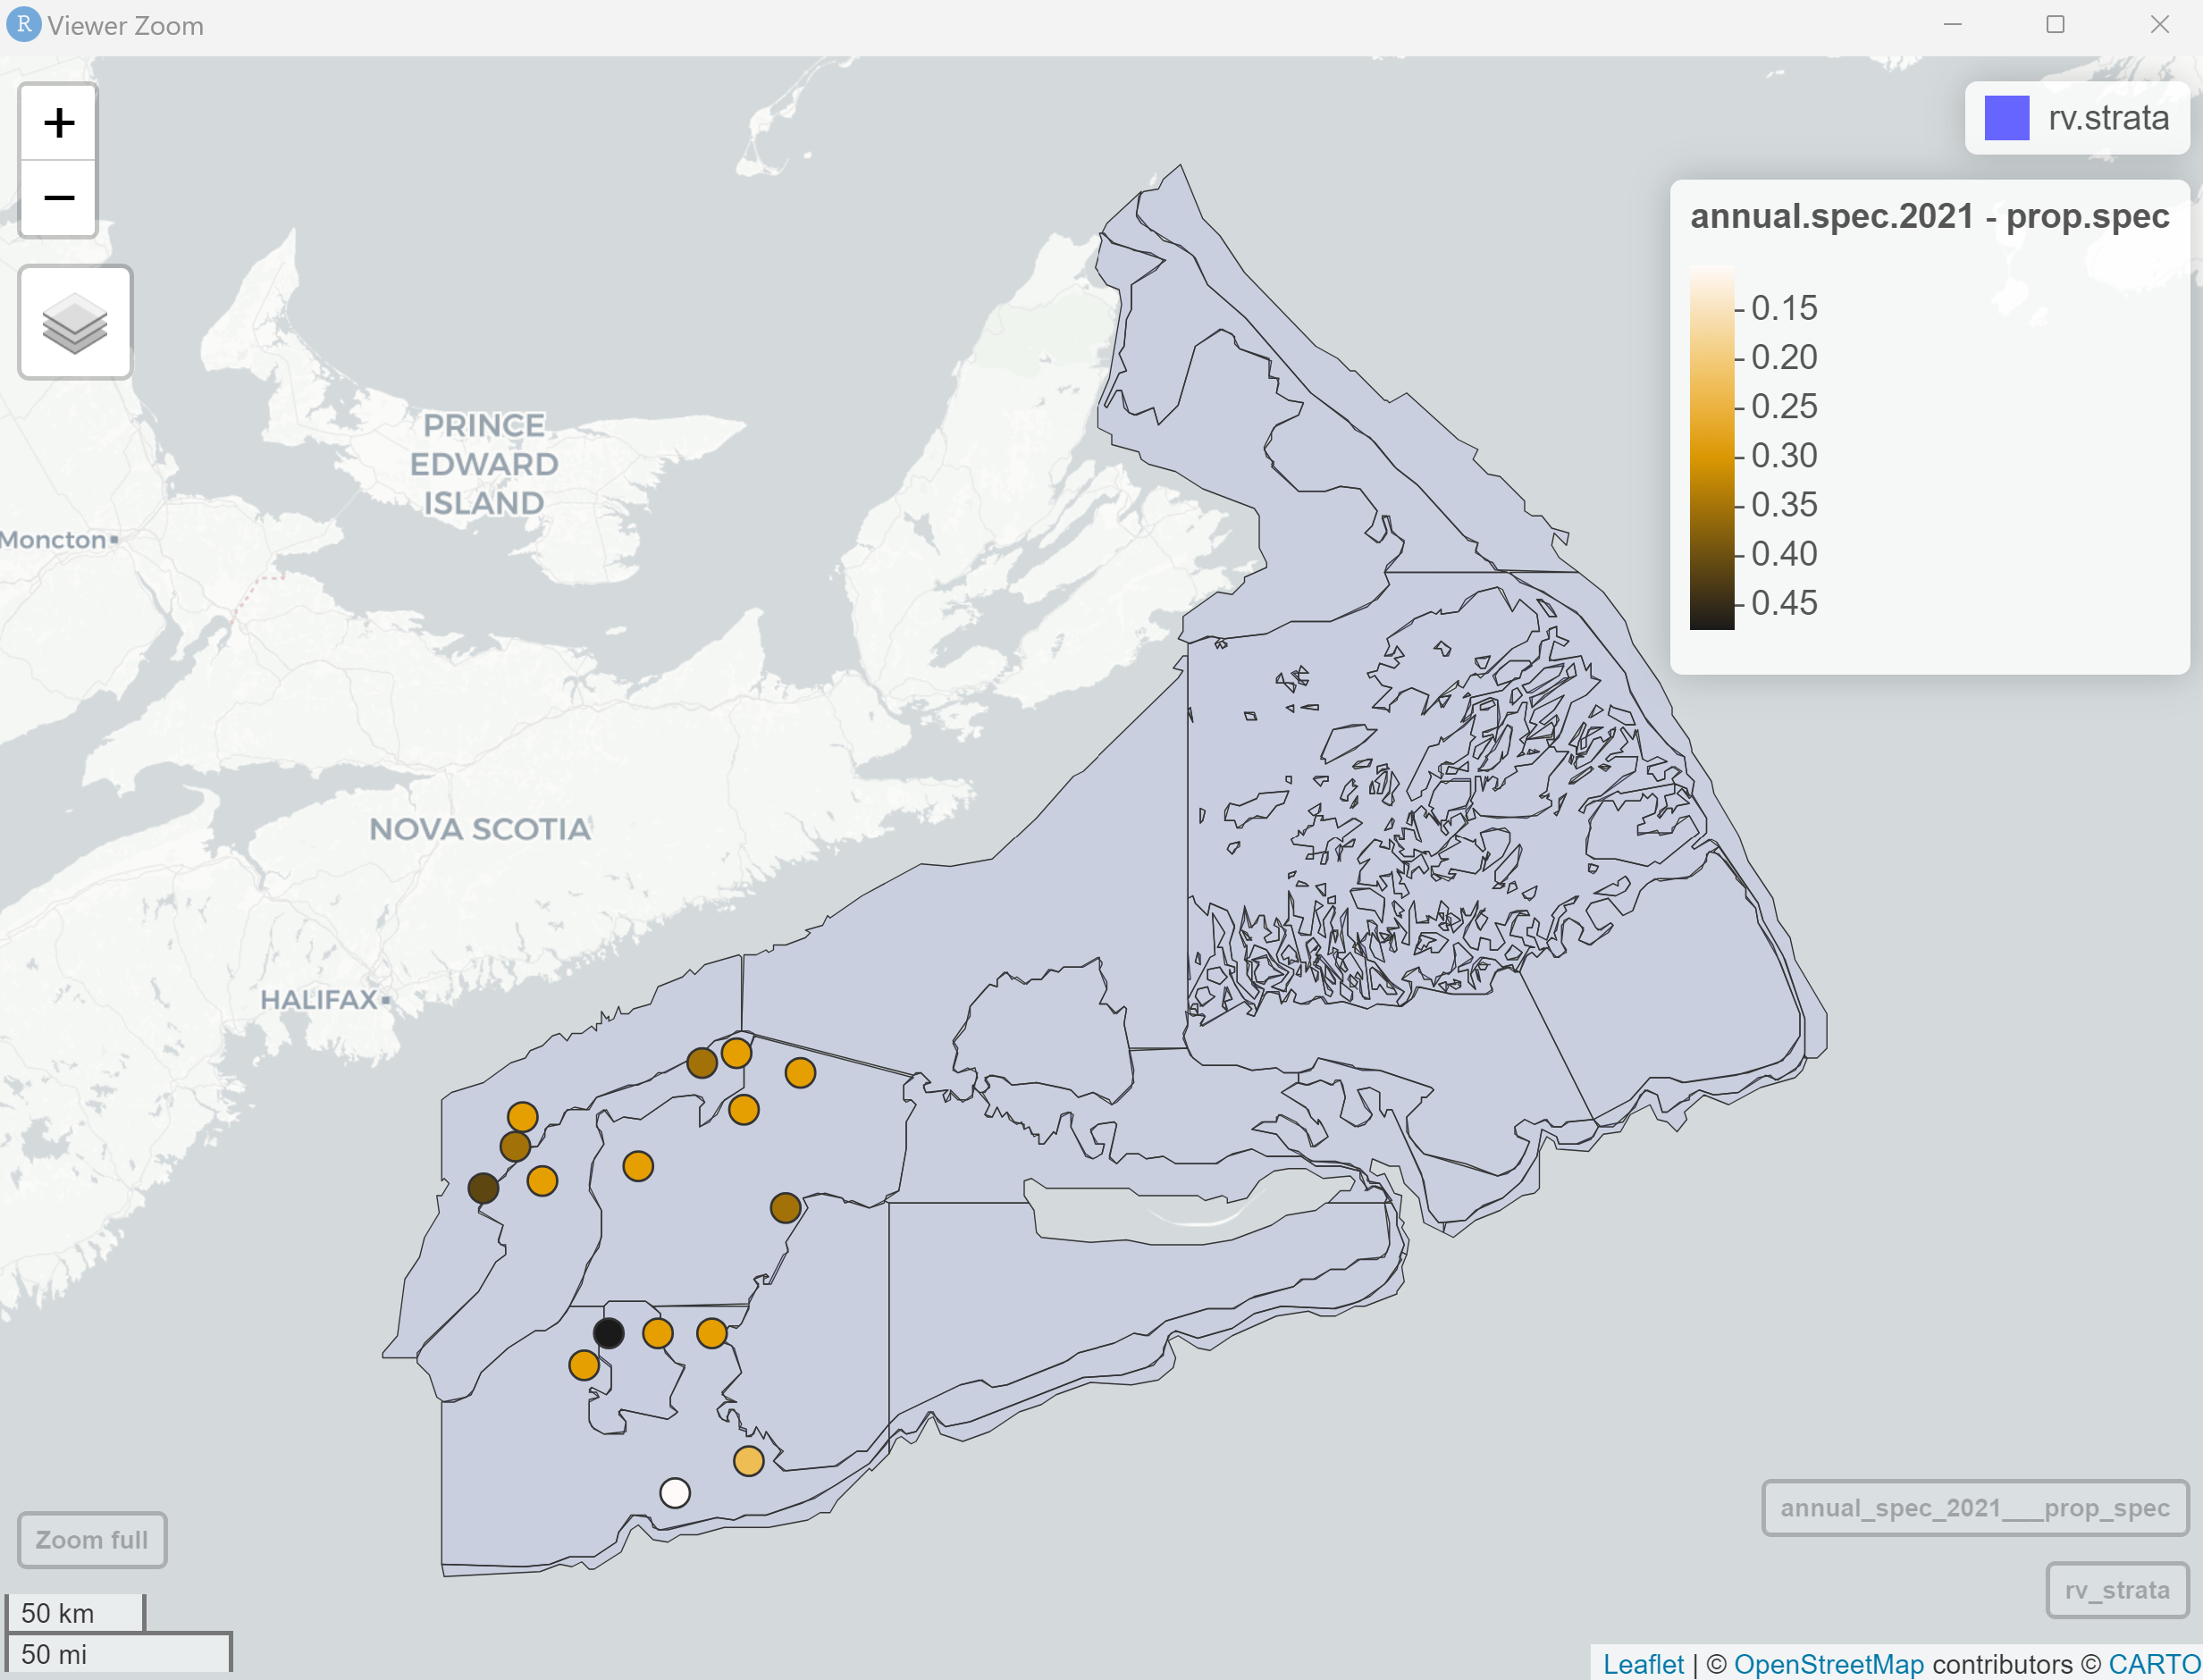 R Viewer Zoom
+
−
rv.strata
annual.spec.2021 - prop.spec
0.15
0.20
0.25
0.30
0.35
0.40
0.45
PRINCE
EDWARD
ISLAND
Moncton
NOVA SCOTIA
HALIFAX
annual_spec_2021___prop_spec
Zoom full
rv_strata
50 km
50 mi
Leaflet | © OpenStreetMap contributors © CARTO